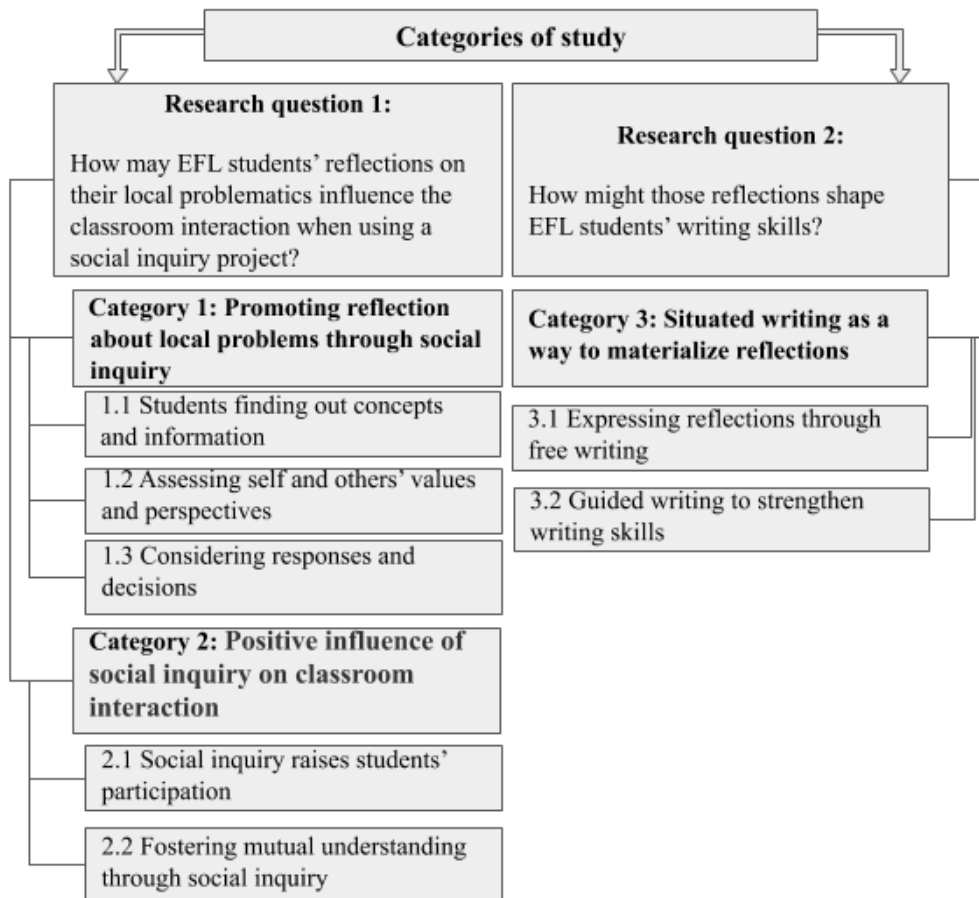 Categories of study
Research question 1:
How may EFL students’ reflections on
their local problematics influence the
classroom interaction when using a
social inquiry project?
Category 1: Promoting reflection
about local problems through social
inquiry
1.1 Students finding out concepts
and information
1.2 Assessing self and others’ values
and perspectives
1.3 Considering responses and
decisions
Category 2: Positive influence of
social inquiry on classroom
interaction
2.1 Social inquiry raises students’
participation
2.2 Fostering mutual understanding
through social inquiry
Research question 2:
How might those reflections shape
EFL students’ writing skills?
Category 3: Situated writing as a
way to materialize reflections
3.1 Expressing reflections through
free writing
3.2 Guided writing to strengthen
writing skills